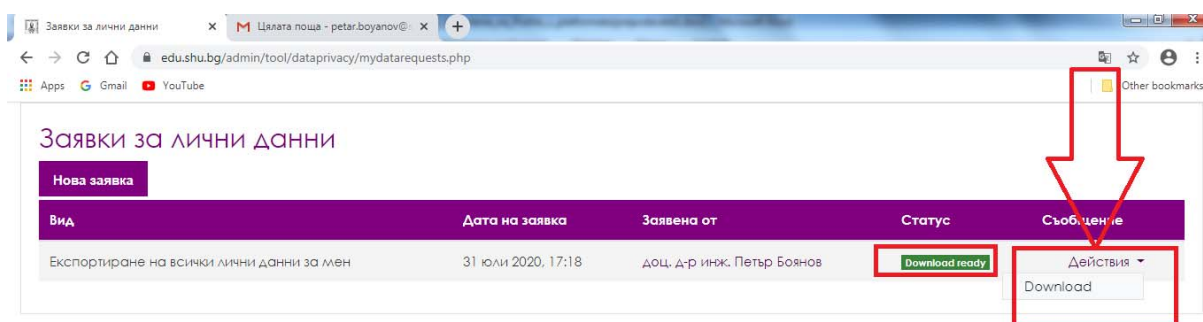 Заявки за лични данни
Цялата поща - petar.boyanov@
edu.shu.bg/admin/tool/dataprivacy/mydatarequests.php
Apps Gmail YouTube Other bookmarks
Заявки за лични данни
Нова заявка
Вид Дата на заявка Заявена от Статус Съобщение
Експортиране на всички лични данни за мен 31 юли 2020, 17:18 доц. д-р инж. Петър Боянов Download ready Действия
Download